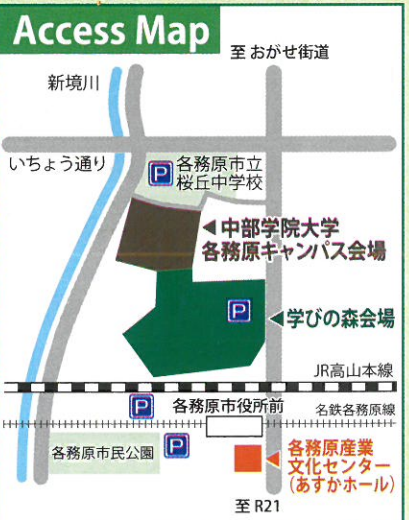 Access Map
至 おがせ街道
新境川
いちょう通り
P
各務原市立
桜丘中学校
◀中部学院大学
各務原キャンパス会場
P
◀学びの森会場
JR高山本線
P
各務原市役所前
名鉄各務原線
各務原市民公園
P
◀各務原産業
文化センター
(あすかホール)
至 R21